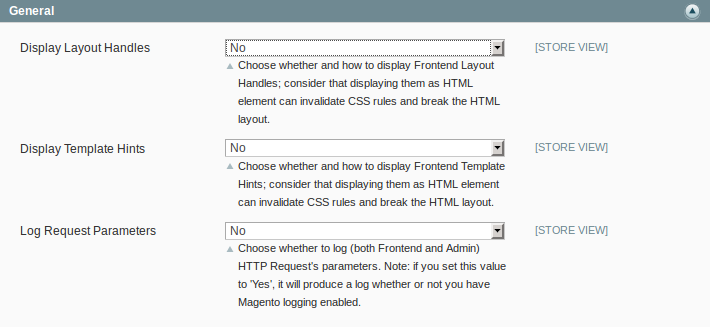 General
Display Layout Handles
No
[STORE VIEW]
Choose whether and how to display Frontend Layout
Handles; consider that displaying them as HTML
element can invalidate CSS rules and break the HTML
layout.
Display Template Hints
No
[STORE VIEW]
Choose whether and how to display Frontend Template
Hints; consider that displaying them as HTML element
can invalidate CSS rules and break the HTML layout.
Log Request Parameters
No
[STORE VIEW]
Choose whether to log (both Frontend and Admin)
HTTP Request's parameters. Note: if you set this value
to 'Yes', it will produce a log whether or not you have
Magento logging enabled.